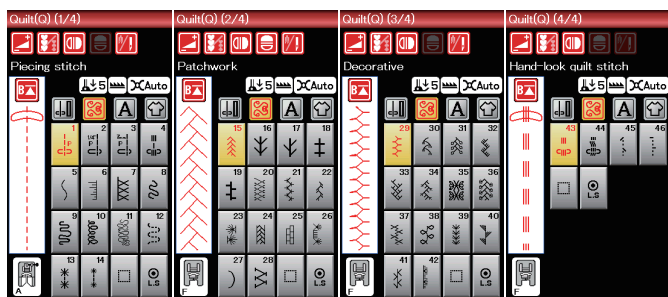 Quilt(Q) (1/4)
Piecing stitch
B
5
Auto
A
1
2
3
4
P
1/4"
P
7
P
5
6
7
8
9
10
11
12
13
14
L.S
A
Quilt(Q) (2/4)
Patchwork
B
5
Auto
A
15
16
17
18
19
20
21
22
23
24
25
26
27
28
L.S
F
Quilt(Q) (3/4)
Decorative
B
5
Auto
A
29
30
31
32
33
34
35
36
37
38
39
40
41
42
L.S
F
Quilt(Q) (4/4)
Hand-look quilt stitch
B
5
Auto
A
43
44
45
46
L.S
F